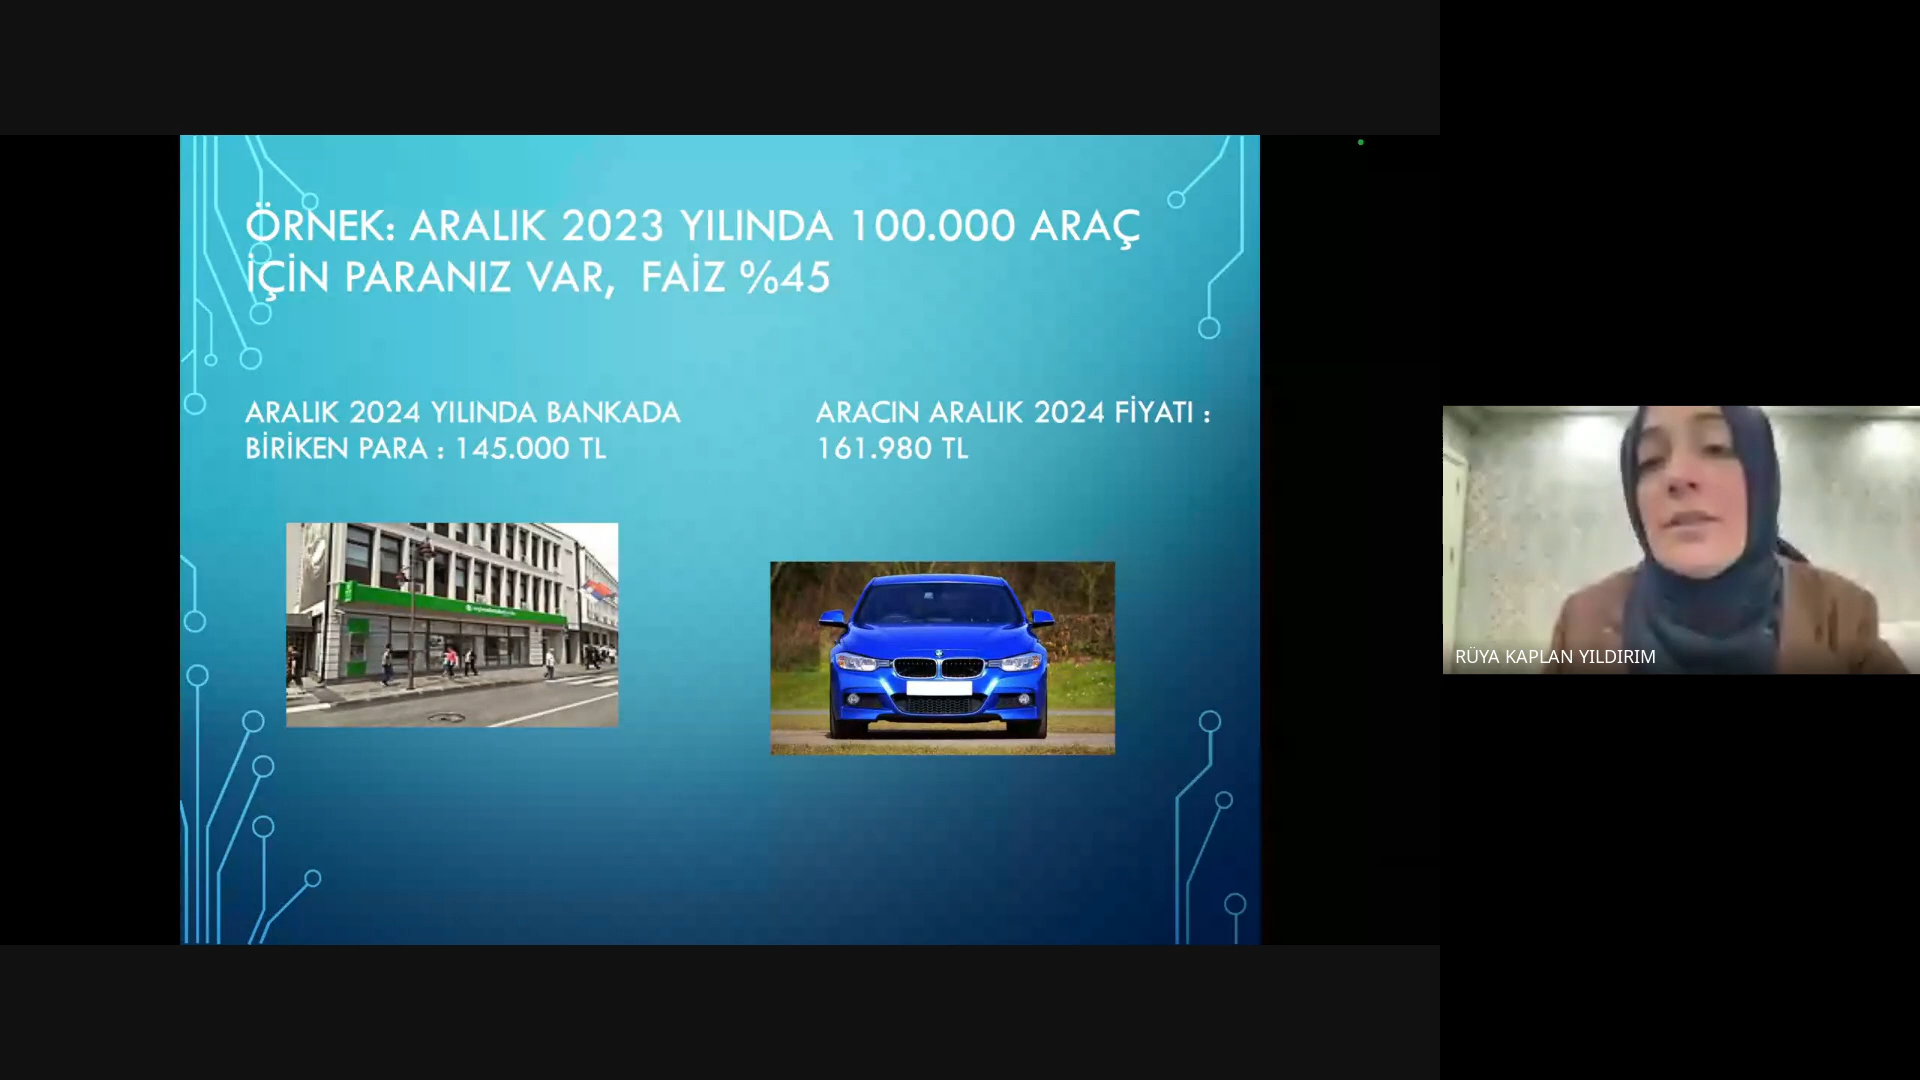 ÖRNEK: ARALIK 2023 YILINDA 100.000 ARAÇ
İÇİN PARANIZ VAR,  FAİZ %45
ARALIK 2024 YILINDA BANKADA
BİRİKEN PARA : 145.000 TL
ARACIN ARALIK 2024 FİYATI :
161.980 TL
RÜYA KAPLAN YILDIRIM